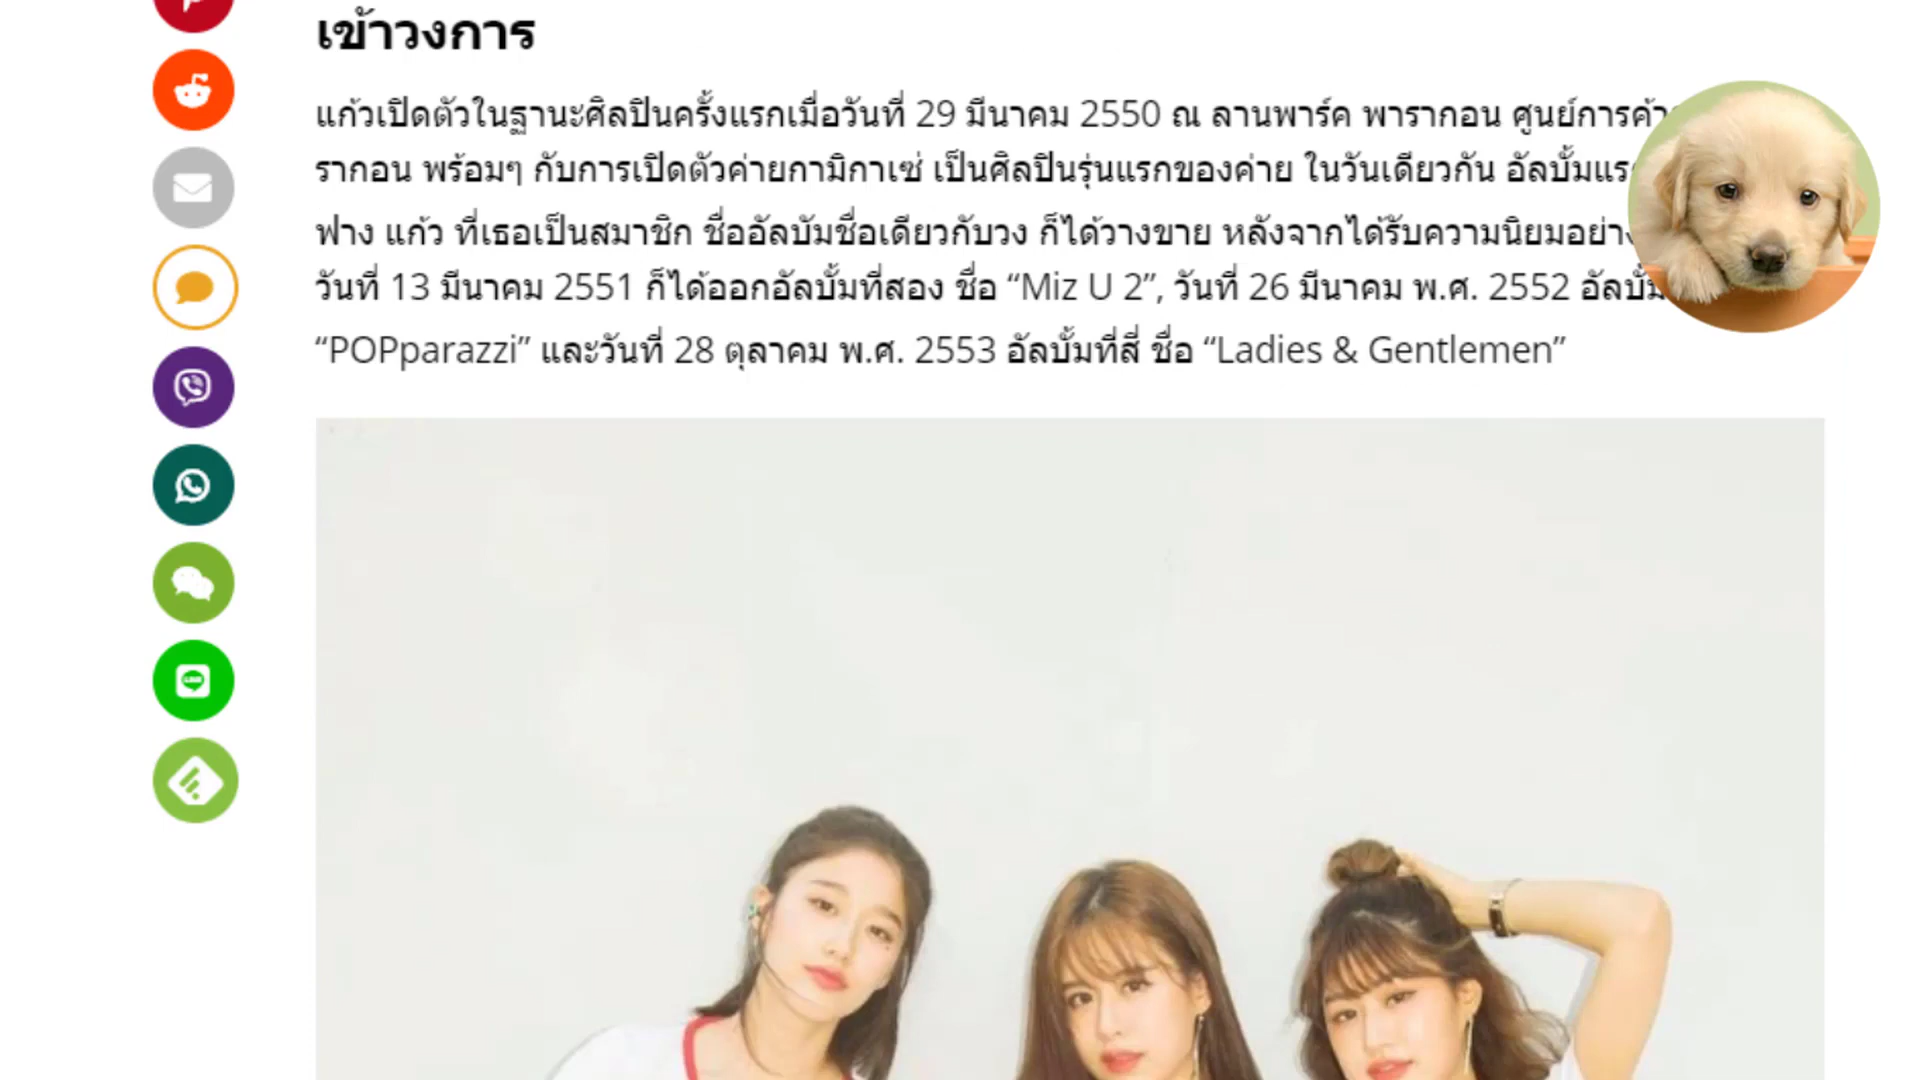 เข้าวงการ
แก้วเปิดตัวในฐานะศิลปินครั้งแรกเมื่อวันที่ 29 มีนาคม 2550 ณ ลานพาร์ค พารากอน ศูนย์การค้า
รากอน พร้อมๆ กับการเปิดตัวค่ายกามิกาเซ่ เป็นศิลปินรุ่นแรกของค่าย ในวันเดียวกัน อัลบั้มแร
ฟาง แก้ว ที่เธอเป็นสมาชิก ชื่ออัลบัมชื่อเดียวกับวง ก็ได้วางขาย หลังจากได้รับความนิยมอย่าง
วันที่ 13 มีนาคม 2551 ก็ได้ออกอัลบั้มที่สอง ชื่อ “Miz U 2”, วันที่ 26 มีนาคม พ.ศ. 2552 อัลบั้ม
“POPparazzi” และวันที่ 28 ตุลาคม พ.ศ. 2553 อัลบั้มที่สี่ ชื่อ “Ladies & Gentlemen”